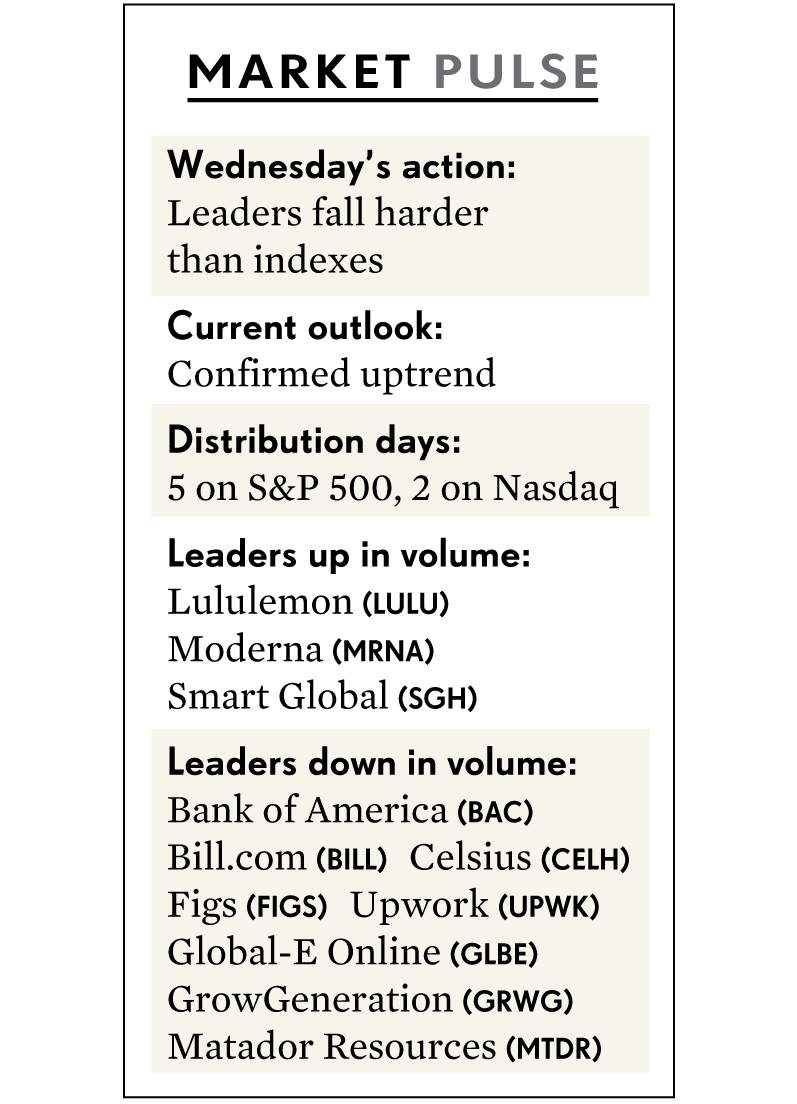 MARKET PULSE
Wednesday’s action:
Leaders fall harder
than indexes
Current outlook:
Confirmed uptrend
Distribution days:
5 on S&P 500, 2 on Nasdaq
Leaders up in volume:
Lululemon (LULU)
Moderna (MRNA)
Smart Global (SGH)
Leaders down in volume:
Bank of America (BAC)
Bill.com (BILL) Celsius (CELH)
Figs (FIGS) Upwork (UPWK)
Global-E Online (GLBE)
GrowGeneration (GRWG)
Matador Resources (MTDR)